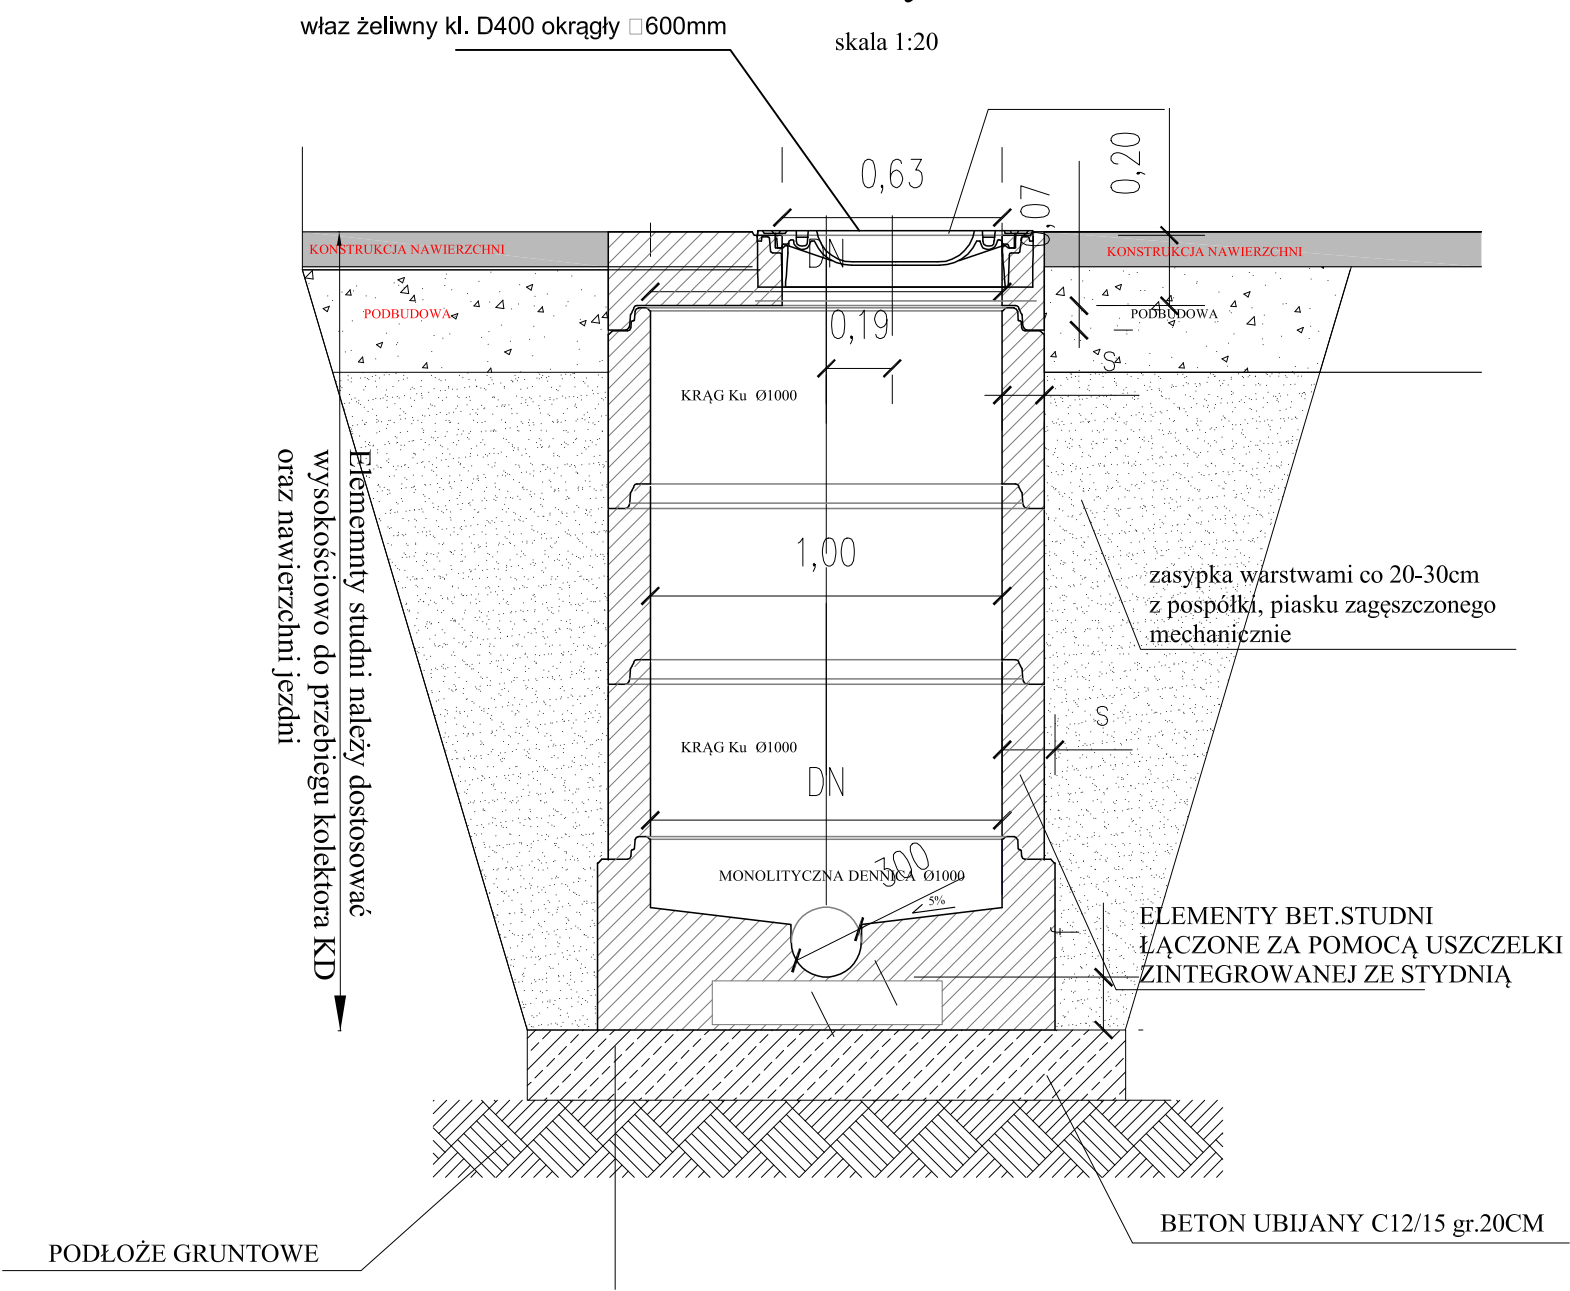 właz żeliwny kl. D400 okrągły □600mm
skala 1:20
0,63
0,20
0,07
KONSTRUKCJA NAWIERZCHNI
DN
KONSTRUKCJA NAWIERZCHNI
PODBUDOWA
PODBUDOWA
0,19
S
KRĄG Ku Ø1000
1,00
Elememnty studni należy dostosować
wysokościowo do przebiegu kolektora KD
oraz nawierzchni jezdni
zasypka warstwami co 20-30cm
z pospółki, piasku zagęszczonego
mechanicznie
S
KRĄG Ku Ø1000
DN
300
MONOLITYCZNA DENNICA Ø1000
5%
ELEMENTY BET.STUDNI
ŁĄCZONE ZA POMOCĄ USZCZELKI
ZINTEGROWANEJ ZE STYDNIĄ
BETON UBIJANY C12/15 gr.20CM
PODŁOŻE GRUNTOWE